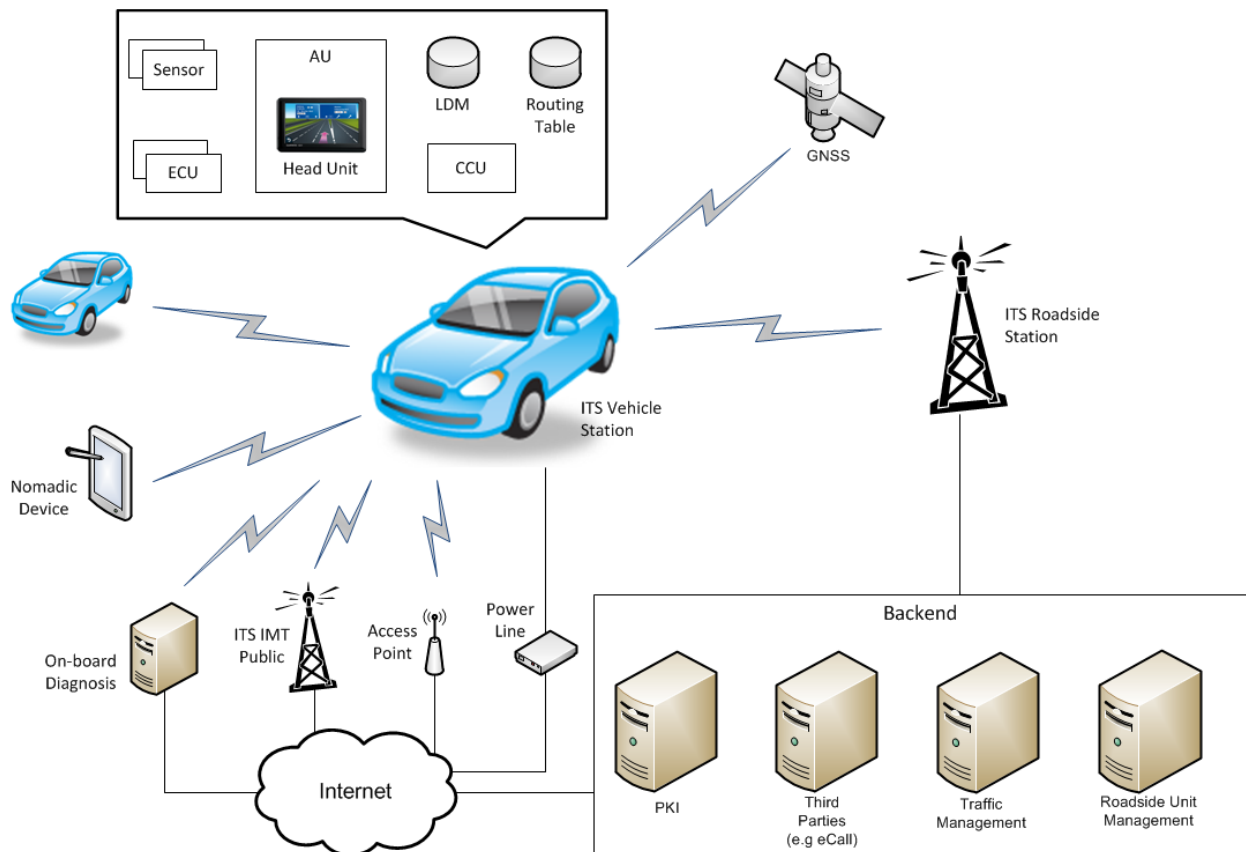 Sensor
AU
LDM
Routing
Table
ECU
Head Unit
CCU
GNSS
ITS Roadside
Station
ITS Vehicle
Station
Nomadic
Device
On-board
Diagnosis
ITS IMT
Public
Access
Point
Power
Line
Internet
Backend
PKI
Third
Parties
(e.g eCall)
Traffic
Management
Roadside Unit
Management